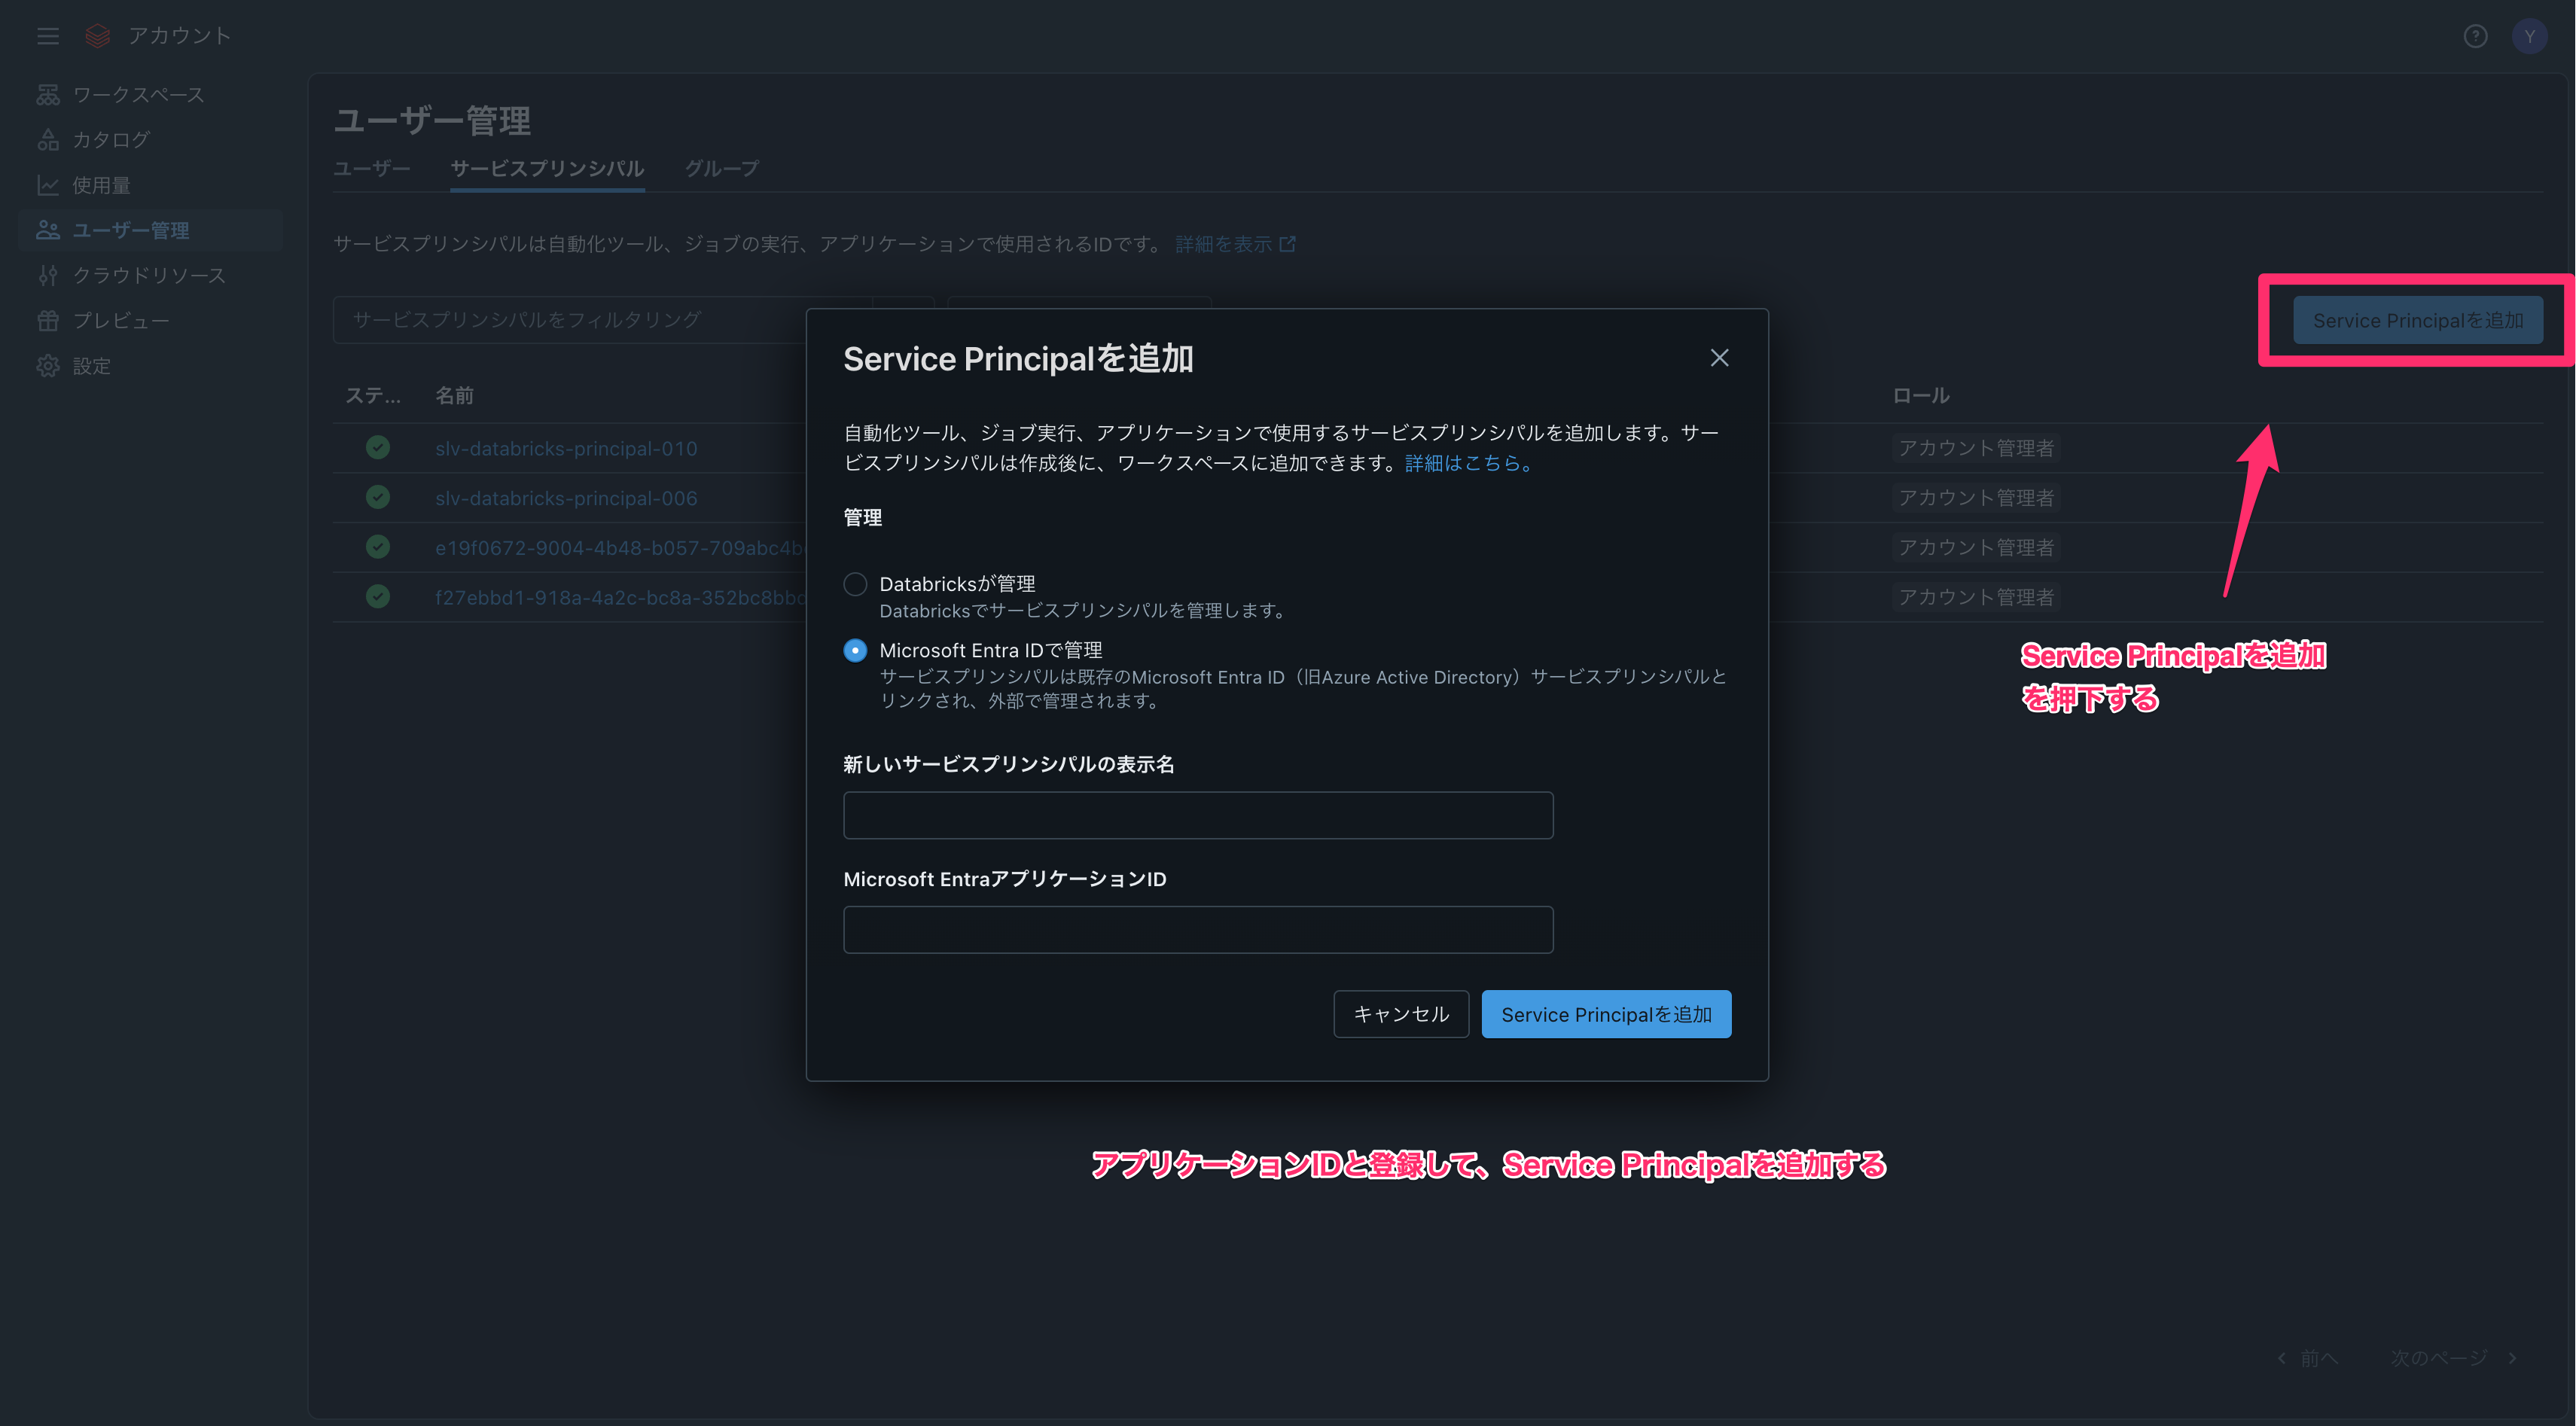 アカウント
?
Y
ワークスペース
カタログ
使用量
ユーザー管理
クラウドリソース
プレビュー
設定
ユーザー管理
ユーザー
サービスプリンシパル
グループ
サービスプリンシパルは自動化ツール、ジョブの実行、アプリケーションで使用されるIDです。 詳細を表示
サービスプリンシパルをフィルタリング
Service Principalを追加
ステ...
名前
ロール
slv-databricks-principal-010
アカウント管理者
slv-databricks-principal-006
アカウント管理者
e19f0672-9004-4b48-b057-709abc4b
アカウント管理者
f27ebbd1-918a-4a2c-bc8a-352bc8bb
アカウント管理者
Service Principalを追加
自動化ツール、ジョブ実行、アプリケーションで使用するサービスプリンシパルを追加します。サー
ビスプリンシパルは作成後に、ワークスペースに追加できます。詳細はこちら。
管理
Databricksが管理
Databricksでサービスプリンシパルを管理します。
Microsoft Entra IDで管理
サービスプリンシパルは既存のMicrosoft Entra ID（旧Azure Active Directory）サービスプリンシパルと
リンクされ、外部で管理されます。
新しいサービスプリンシパルの表示名
Microsoft EntraアプリケーションID
キャンセル
Service Principalを追加
Service Principalを追加
を押下する
アプリケーションIDと登録して、Service Principalを追加する
前へ
次のページ